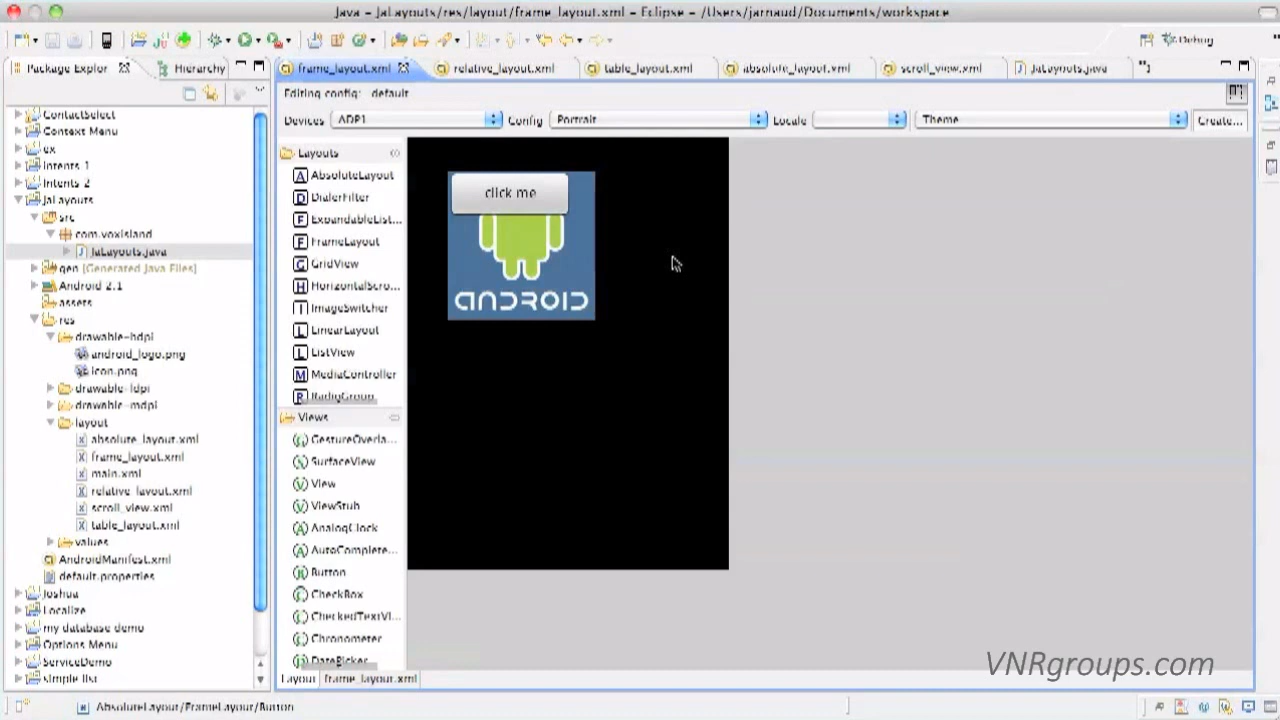 Java – JaLayouts/res/layout/frame_layout.xml – Eclipse – /Users/jarnaud/Documents/workspace
Debug
Package Explor
Hierarchy
frame_layout.xml
relative_layout.xml
table_layout.xml
absolute_layout.xml
scroll_view.xml
JaLayouts.java
Editing config: default
Devices
ADP1
Config
Portrait
Locale
Theme
Create...
ContactSelect
Context Menu
ex
Intents 1
Intents 2
JaLayouts
src
com.voxisland
JaLayouts.java
gen [Generated Java Files]
Android 2.1
assets
res
drawable-hdpi
android_logo.png
icon.png
drawable-ldpi
drawable-mdpi
layout
absolute_layout.xml
frame_layout.xml
main.xml
relative_layout.xml
scroll_view.xml
table_layout.xml
values
AndroidManifest.xml
default.properties
Joshua
Localize
my database demo
Options Menu
ServiceDemo
simple list
Layouts
AbsoluteLayout
DialerFilter
ExpandableList...
FrameLayout
GridView
HorizontalScro...
ImageSwitcher
LinearLayout
ListView
MediaController
RadioGroup
Views
GestureOverla...
SurfaceView
View
ViewStub
AnalogClock
AutoComplete...
Button
CheckBox
CheckedTextVi...
Chronometer
DatePicker
click me
ANDROID
Layout
frame_layout.xml
VNRgroups.com
AbsoluteLayout/FrameLayout/Button